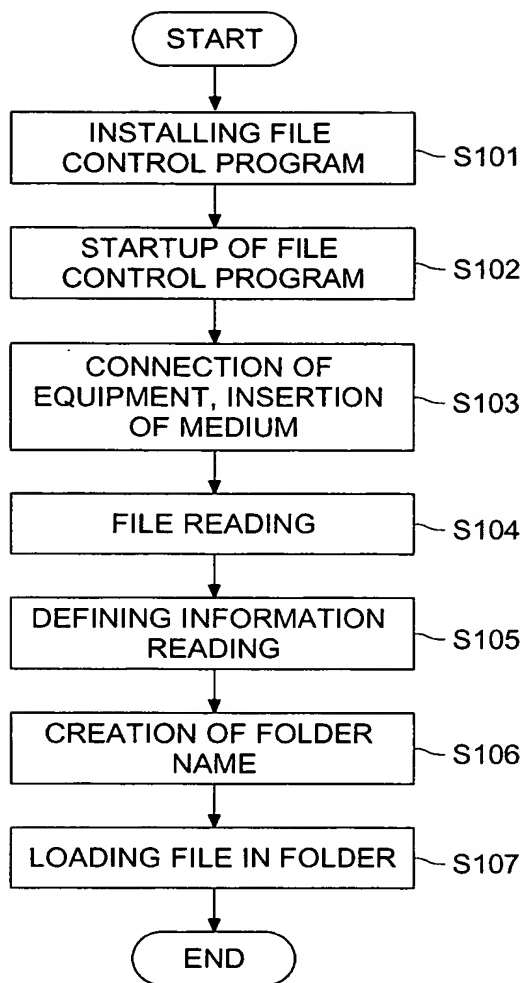 START
INSTALLING FILE
CONTROL PROGRAM
S101
STARTUP OF FILE
CONTROL PROGRAM
S102
CONNECTION OF
EQUIPMENT, INSERTION
OF MEDIUM
S103
FILE READING
S104
DEFINING INFORMATION
READING
S105
CREATION OF FOLDER
NAME
S106
LOADING FILE IN FOLDER
S107
END